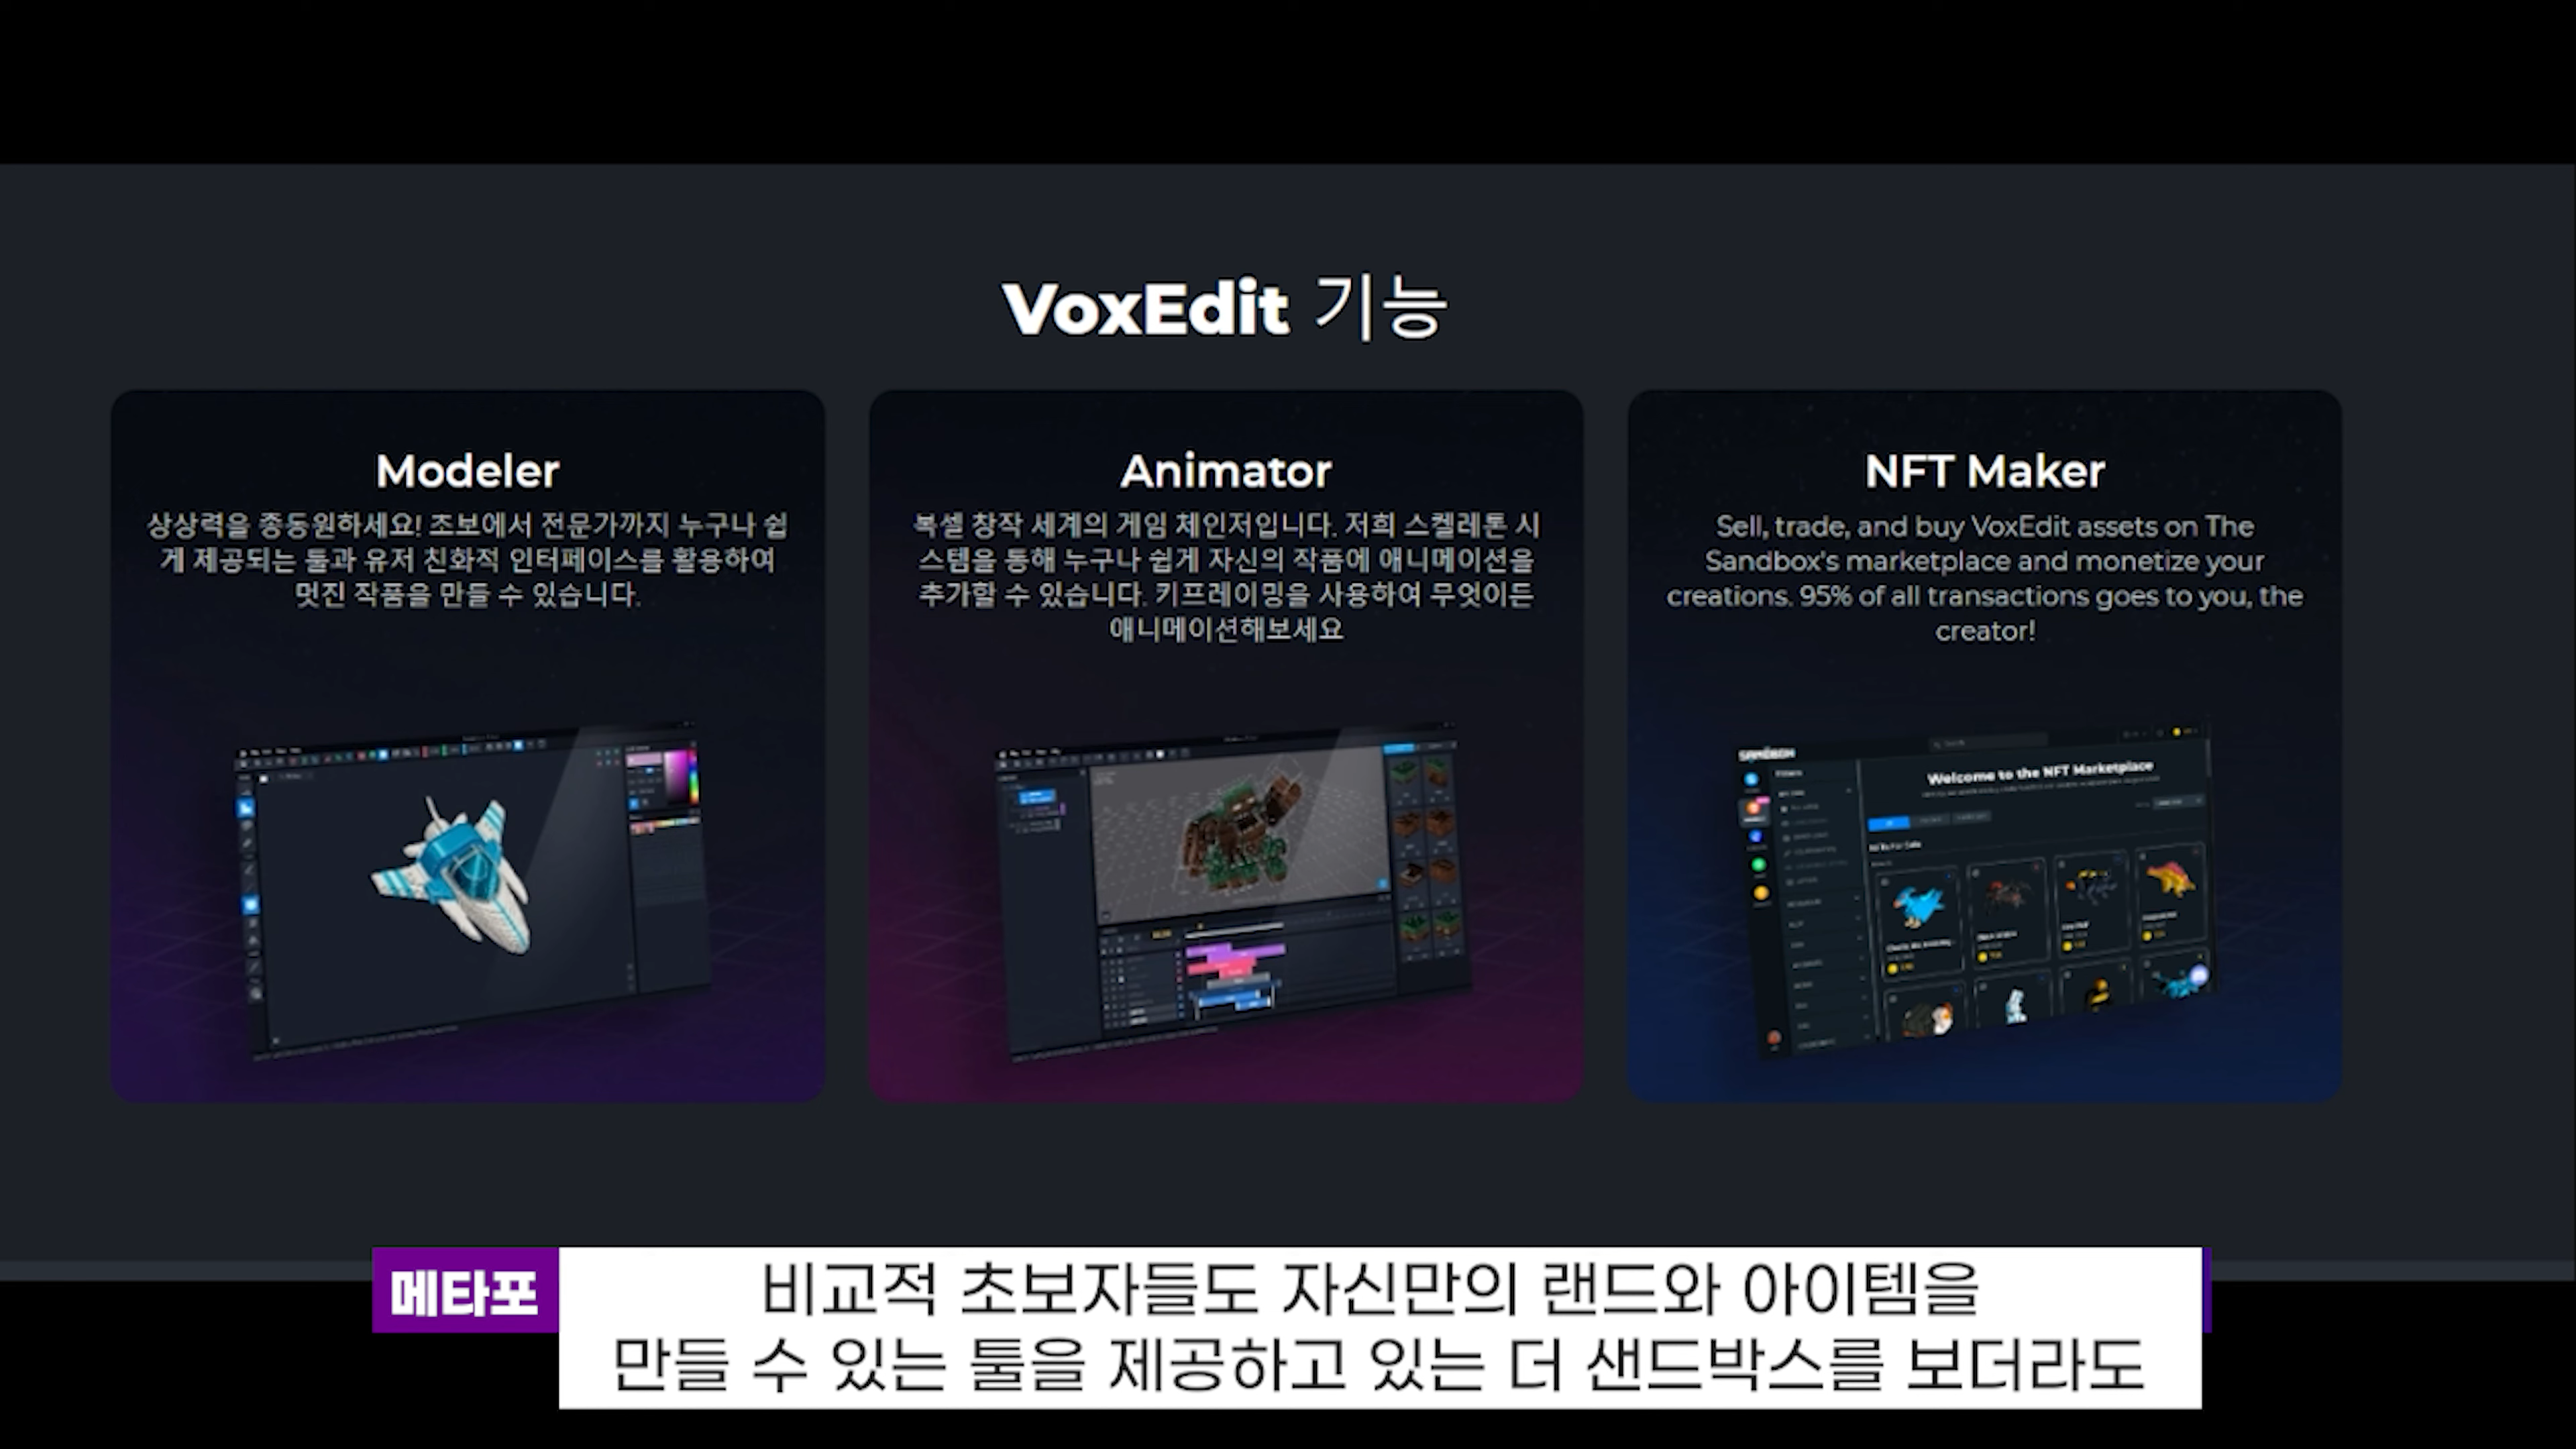 VoxEdit 기능
Modeler
상상력을 총동원하세요! 초보에서 전문가까지 누구나 쉽
게 제공되는 툴과 유저 친화적 인터페이스를 활용하여
멋진 작품을 만들 수 있습니다.
Animator
복셀 창작 세계의 게임 체인저입니다. 저희 스켈레톤 시
스템을 통해 누구나 쉽게 자신의 작품에 애니메이션을
추가할 수 있습니다. 키프레이밍을 사용하여 무엇이든
애니메이션해보세요
NFT Maker
Sell, trade, and buy VoxEdit assets on The
Sandbox's marketplace and monetize your
creations. 95% of all transactions goes to you, the
creator!
SANDBOX
Welcome to the NFT Marketplace
메타포
비교적 초보자들도 자신만의 랜드와 아이템을
만들 수 있는 툴을 제공하고 있는 더 샌드박스를 보더라도